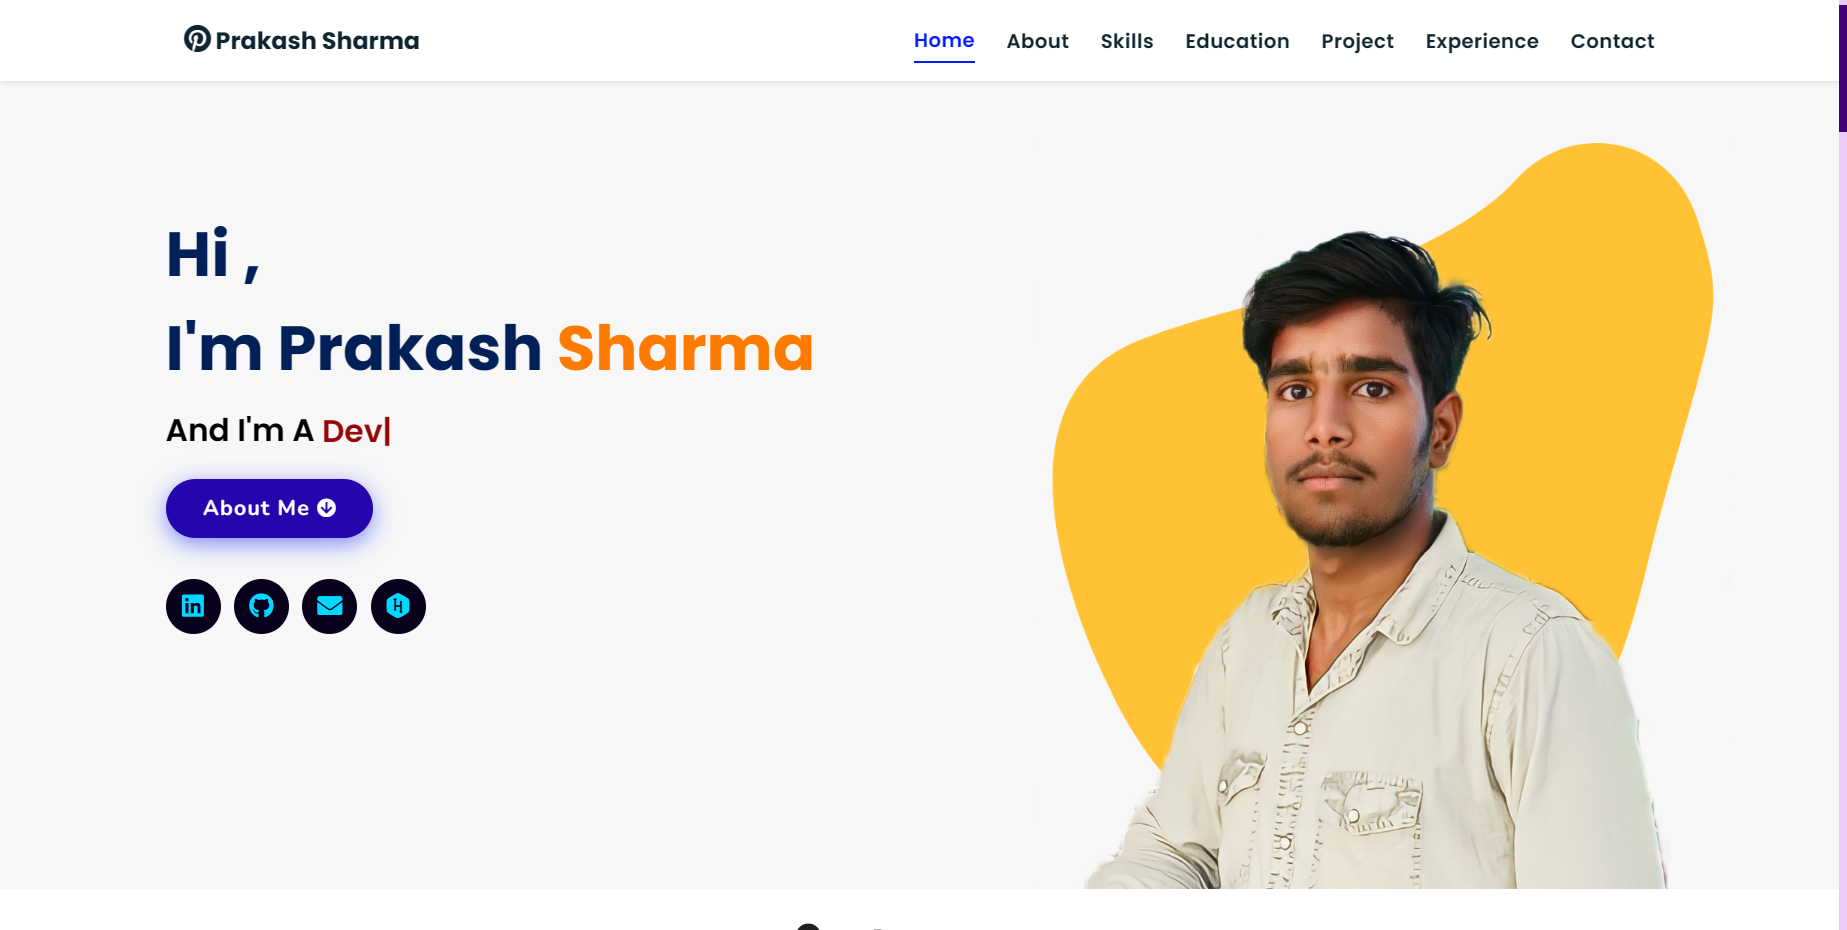 Prakash Sharma
Home About Skills Education Project Experience Contact
Hi ,
I'm Prakash Sharma
And I'm A Dev|
About Me